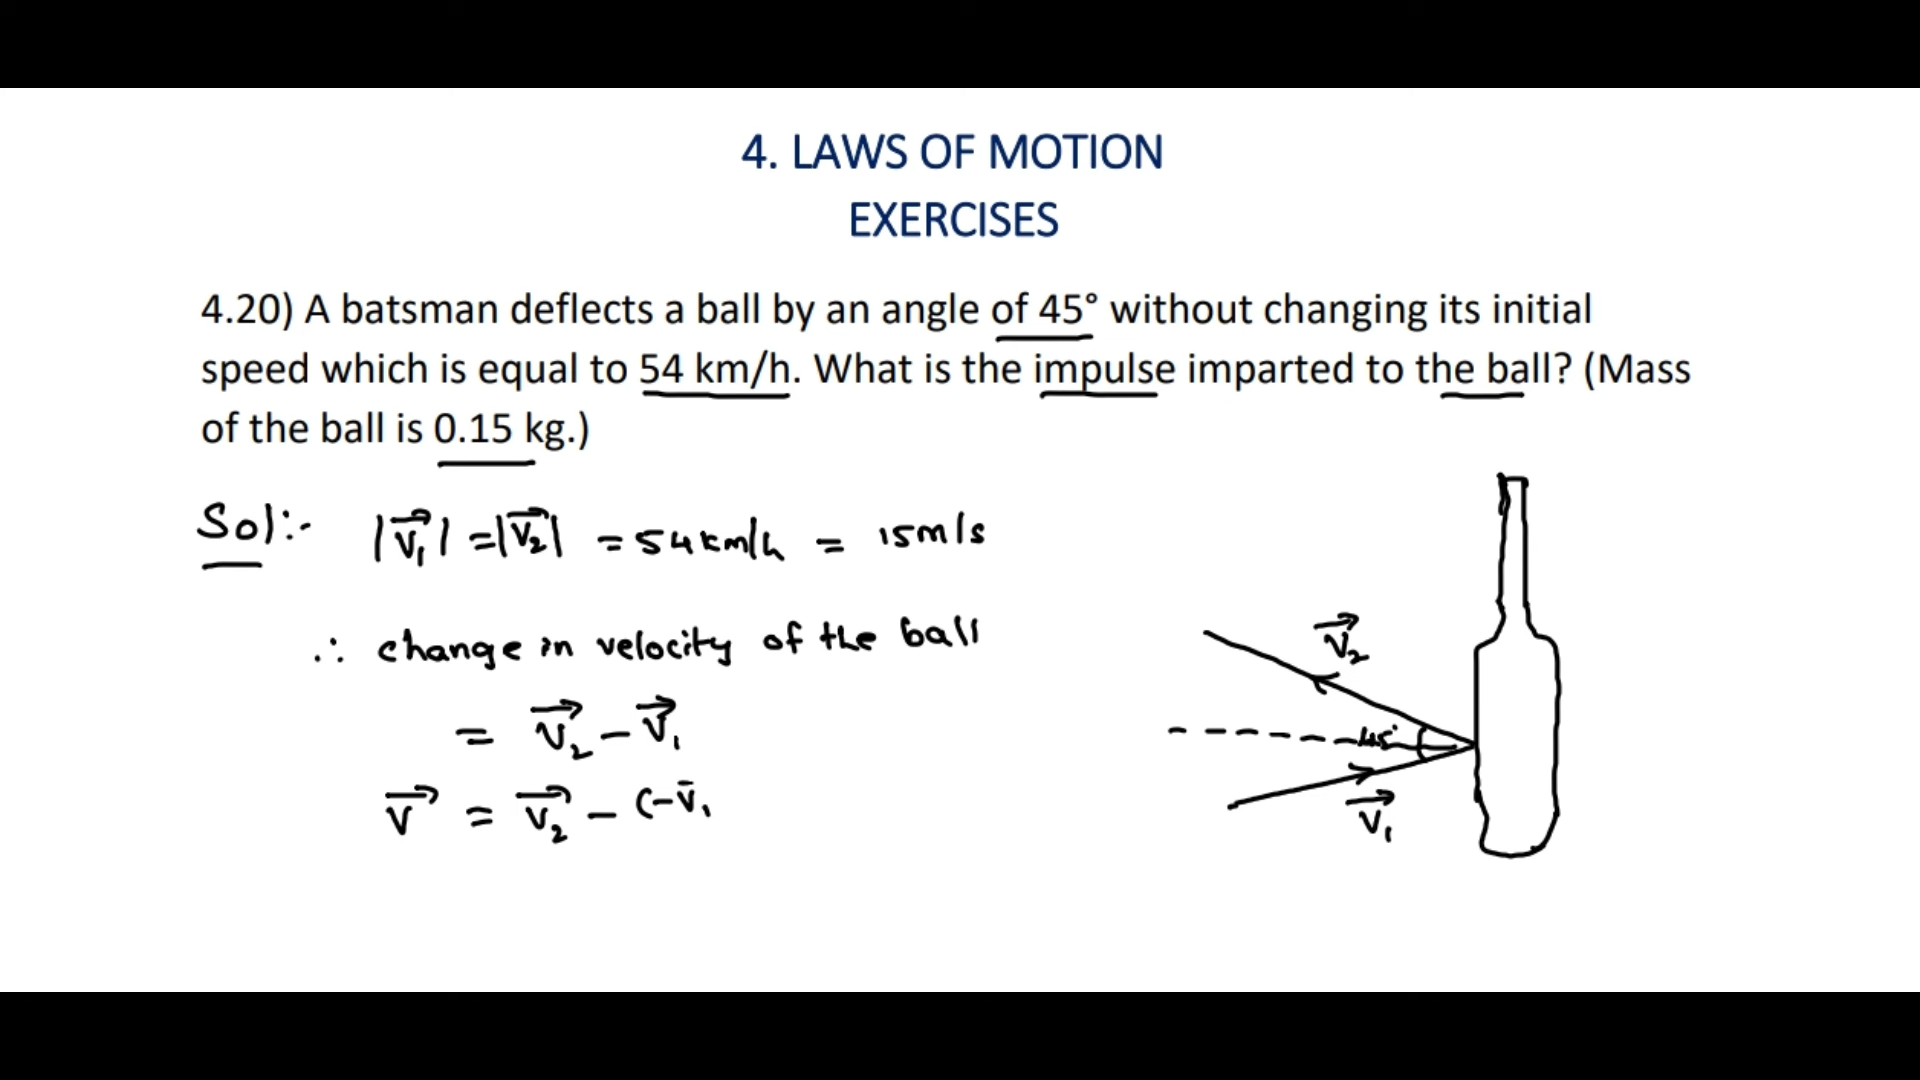 4. LAWS OF MOTION
EXERCISES
4.20) A batsman deflects a ball by an angle of 45° without changing its initial
speed which is equal to 54 km/h. What is the impulse imparted to the ball? (Mass
of the ball is 0.15 kg.)
Sol:- |v⃗₁| = |v⃗₂| = 54 km/h = 15 m/s
∴ change in velocity of the ball
= v⃗₂ – v⃗₁
v⃗ = v⃗₂ – (–v̄₁
v⃗₂
45°
v⃗₁